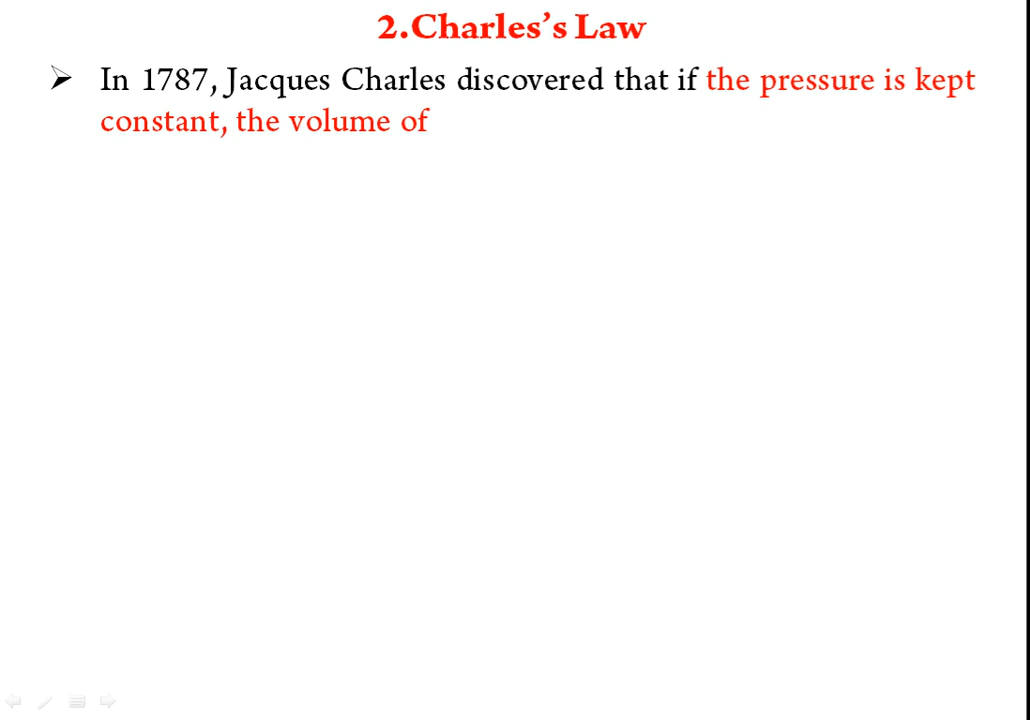 2.Charles’s Law
➢ In 1787, Jacques Charles discovered that if the pressure is kept
constant, the volume of